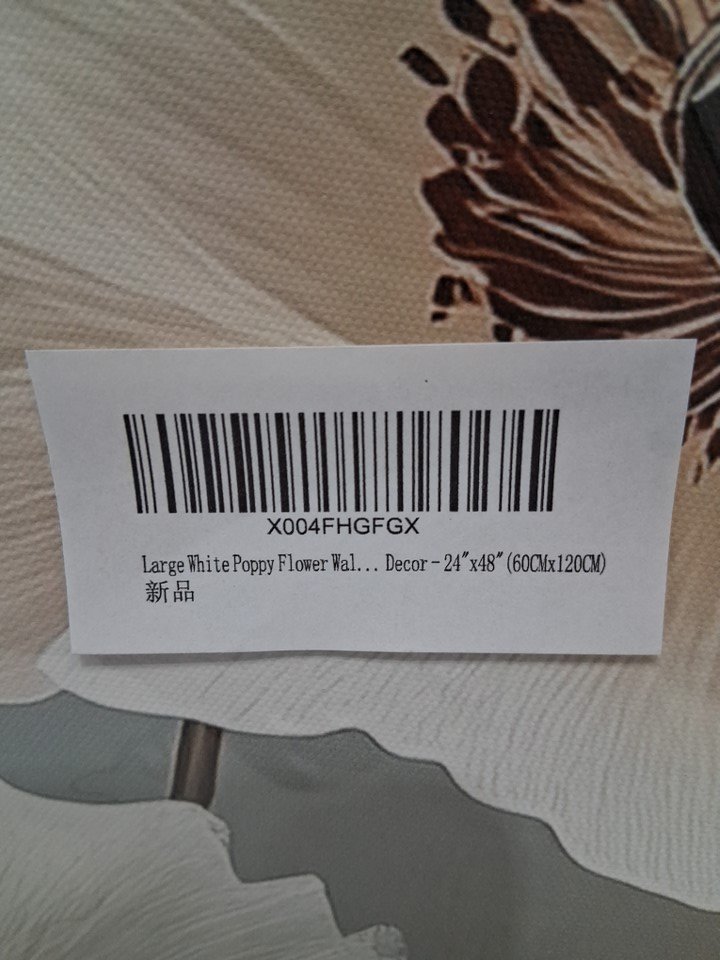 X004FHGFGX
Large White Poppy Flower Wal... Decor - 24"x48" (60CMx120CM)
新品